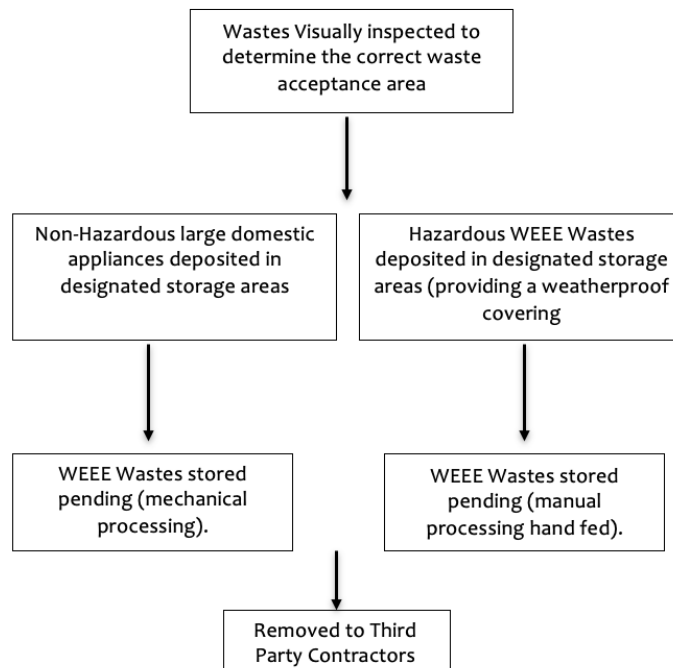 Wastes Visually inspected to
determine the correct waste
acceptance area
Non-Hazardous large domestic
appliances deposited in
designated storage areas
Hazardous WEEE Wastes
deposited in designated storage
areas (providing a weatherproof
covering
WEEE Wastes stored
pending (mechanical
processing).
WEEE Wastes stored
pending (manual
processing hand fed).
Removed to Third
Party Contractors